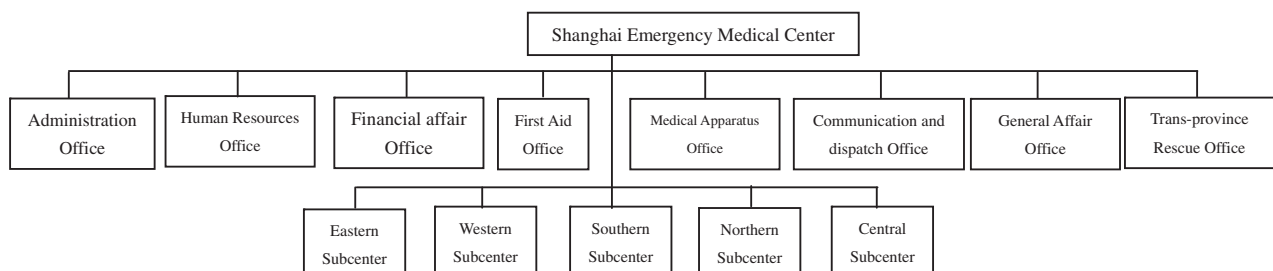 Shanghai Emergency Medical Center
Administration
Office
Human Resources
Office
Financial affair
Office
First Aid
Office
Medical Apparatus
Office
Communication and
dispatch Office
General Affair
Office
Trans-province
Rescue Office
Eastern
Subcenter
Western
Subcenter
Southern
Subcenter
Northern
Subcenter
Central
Subcenter